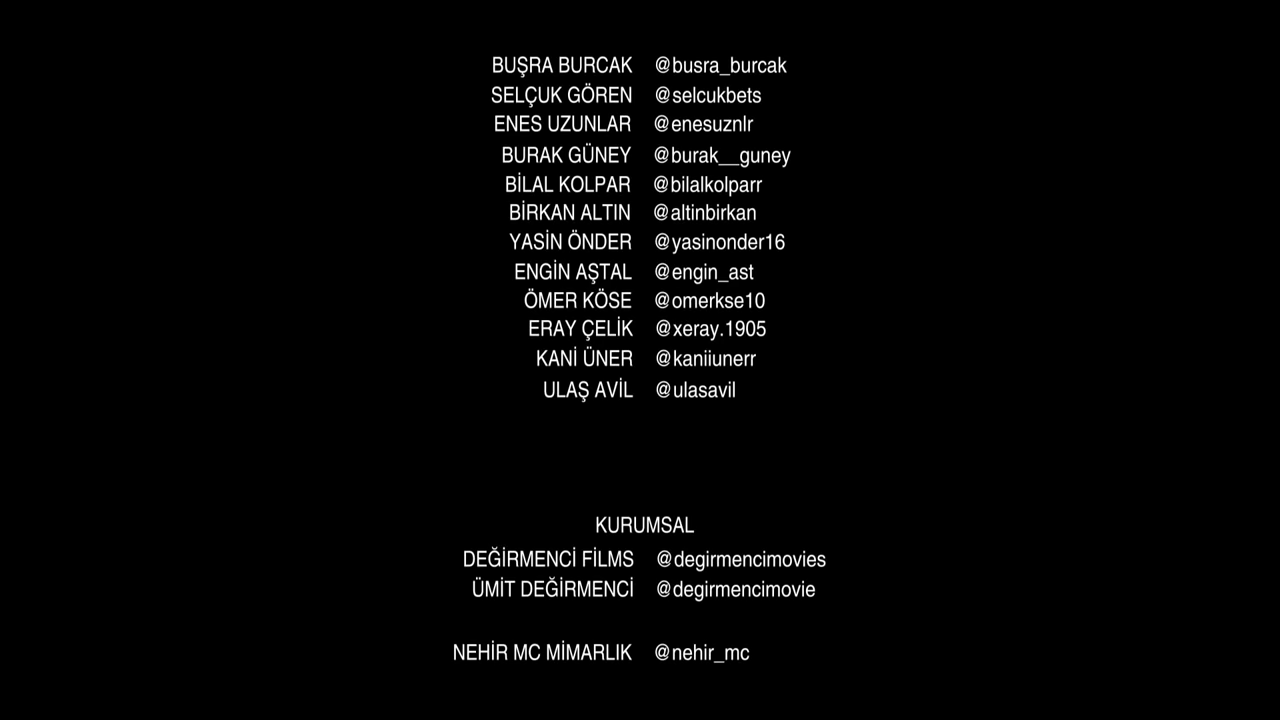 BUŞRA BURCAK @busra_burcak
SELÇUK GÖREN @selcukbets
ENES UZUNLAR @enesuznlr
BURAK GÜNEY @burak__guney
BİLAL KOLPAR @bilalkolparr
BİRKAN ALTIN @altinbirkan
YASİN ÖNDER @yasinonder16
ENGİN AŞTAL @engin_ast
ÖMER KÖSE @omerkse10
ERAY ÇELİK @xeray.1905
KANİ ÜNER @kaniiunerr
ULAŞ AVİL @ulasavil
KURUMSAL
DEĞİRMENCİ FİLMS @degirmencimovies
ÜMİT DEĞİRMENCİ @degirmencimovie
NEHİR MC MİMARLIK @nehir_mc